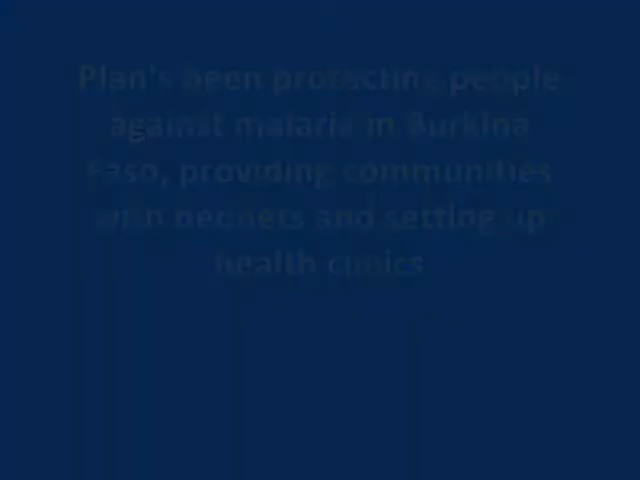 Plan's been protecting people
against malaria in Burkina
Faso, providing communities
with bednets and setting up
health clinics